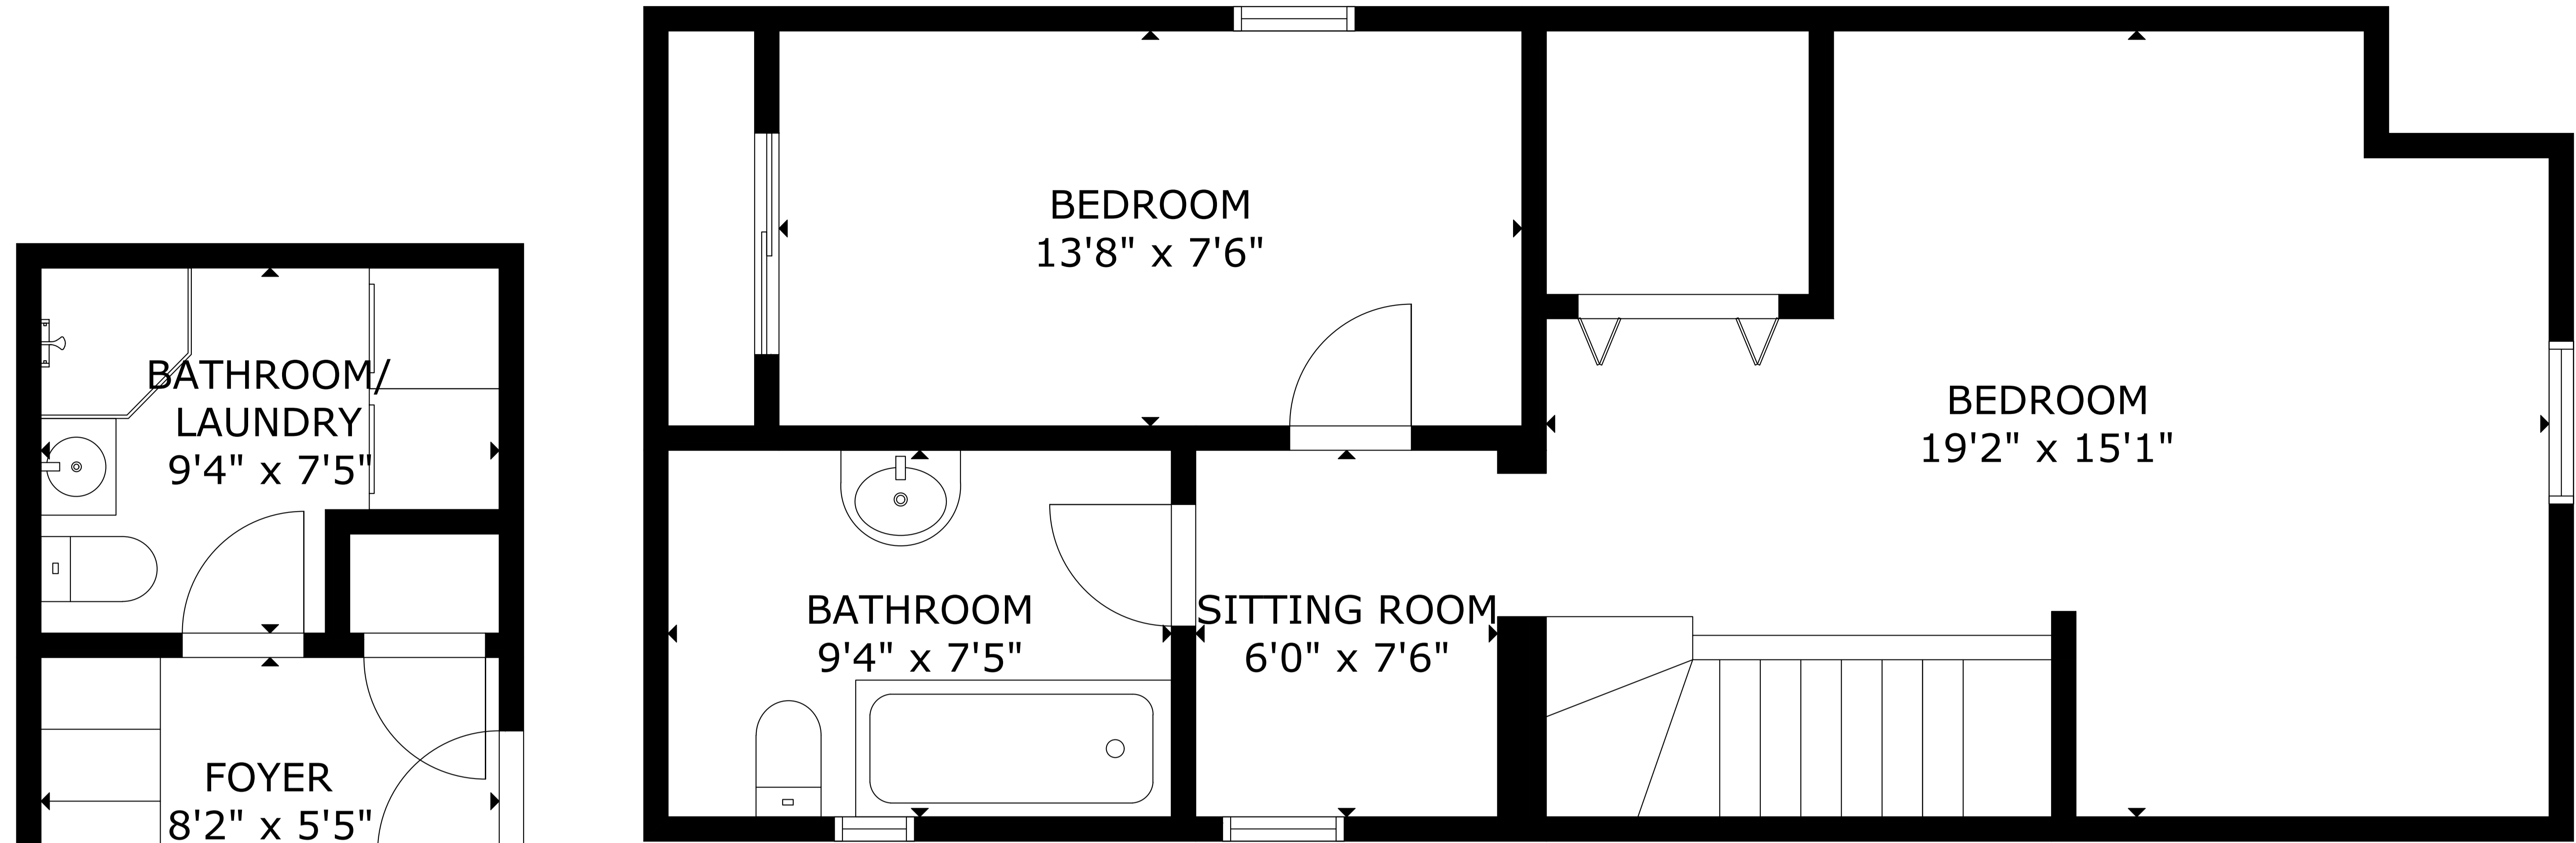 BEDROOM
13'8" x 7'6"
BATHROOM/
LAUNDRY
9'4" x 7'5"
BEDROOM
19'2" x 15'1"
BATHROOM
9'4" x 7'5"
SITTING ROOM
6'0" x 7'6"
FOYER
8'2" x 5'5"